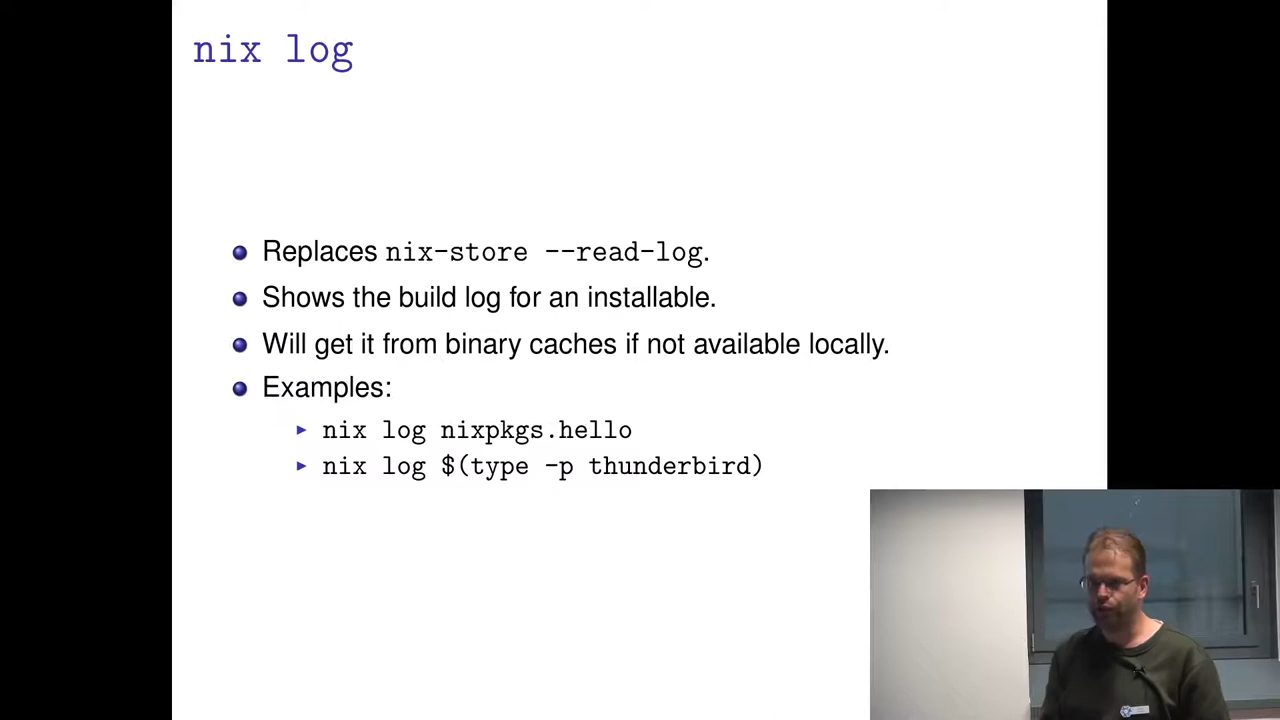 nix log
Replaces nix-store --read-log.
Shows the build log for an installable.
Will get it from binary caches if not available locally.
Examples:
nix log nixpkgs.hello
nix log $(type -p thunderbird)